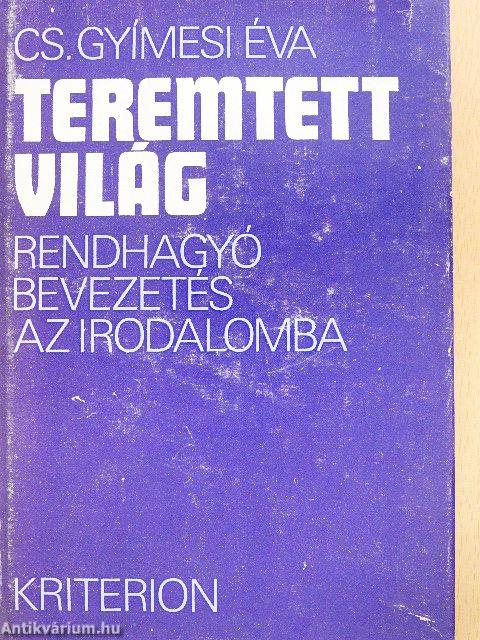 CS. GYÍMESI ÉVA
TEREMTETT
VILÁG
RENDHAGYÓ
BEVEZETÉS
AZ IRODALOMBA
KRITERION
Antikvárium.hu